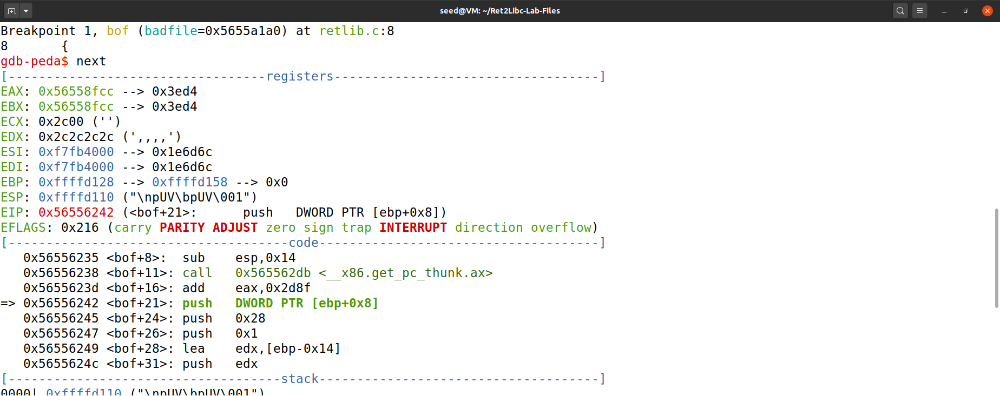 seed@VM: ~/Ret2Libc-Lab-Files
Breakpoint 1, bof (badfile=0x5655a1a0) at retlib.c:8
8       {
gdb-peda$ next
[----------------------------------registers-----------------------------------]
EAX: 0x56558fcc --> 0x3ed4
EBX: 0x56558fcc --> 0x3ed4
ECX: 0x2c00 ('')
EDX: 0x2c2c2c2c (',,,,')
ESI: 0xf7fb4000 --> 0x1e6d6c
EDI: 0xf7fb4000 --> 0x1e6d6c
EBP: 0xffffd128 --> 0xffffd158 --> 0x0
ESP: 0xffffd110 ("\npUV\bpUV\001")
EIP: 0x56556242 (<bof+21>:      push   DWORD PTR [ebp+0x8])
EFLAGS: 0x216 (carry PARITY ADJUST zero sign trap INTERRUPT direction overflow)
[-------------------------------------code-------------------------------------]
   0x56556235 <bof+8>:  sub    esp,0x14
   0x56556238 <bof+11>: call   0x565562db <__x86.get_pc_thunk.ax>
   0x5655623d <bof+16>: add    eax,0x2d8f
=> 0x56556242 <bof+21>: push   DWORD PTR [ebp+0x8]
   0x56556245 <bof+24>: push   0x28
   0x56556247 <bof+26>: push   0x1
   0x56556249 <bof+28>: lea    edx,[ebp-0x14]
   0x5655624c <bof+31>: push   edx
[------------------------------------stack-------------------------------------]
0000| 0xffffd110 ("\npUV\bpUV\001")